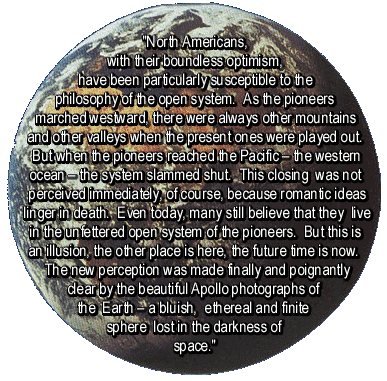 "North Americans,
with their boundless optimism,
have been particularly susceptible to the
philosophy of the open system.  As the pioneers
marched westward, there were always other mountains
and other valleys when the present ones were played out.
But when the pioneers reached the Pacific – the western
ocean – the system slammed shut.  This closing  was not
perceived immediately, of course, because romantic ideas
linger in death.  Even today, many still believe that they  live
in the unfettered open system of the pioneers.  But this is
an illusion, the other place is here, the future time is now.
The new perception was made finally and poignantly
clear by the beautiful Apollo photographs of
the  Earth – a bluish,  ethereal and finite
sphere  lost in the darkness of
space."